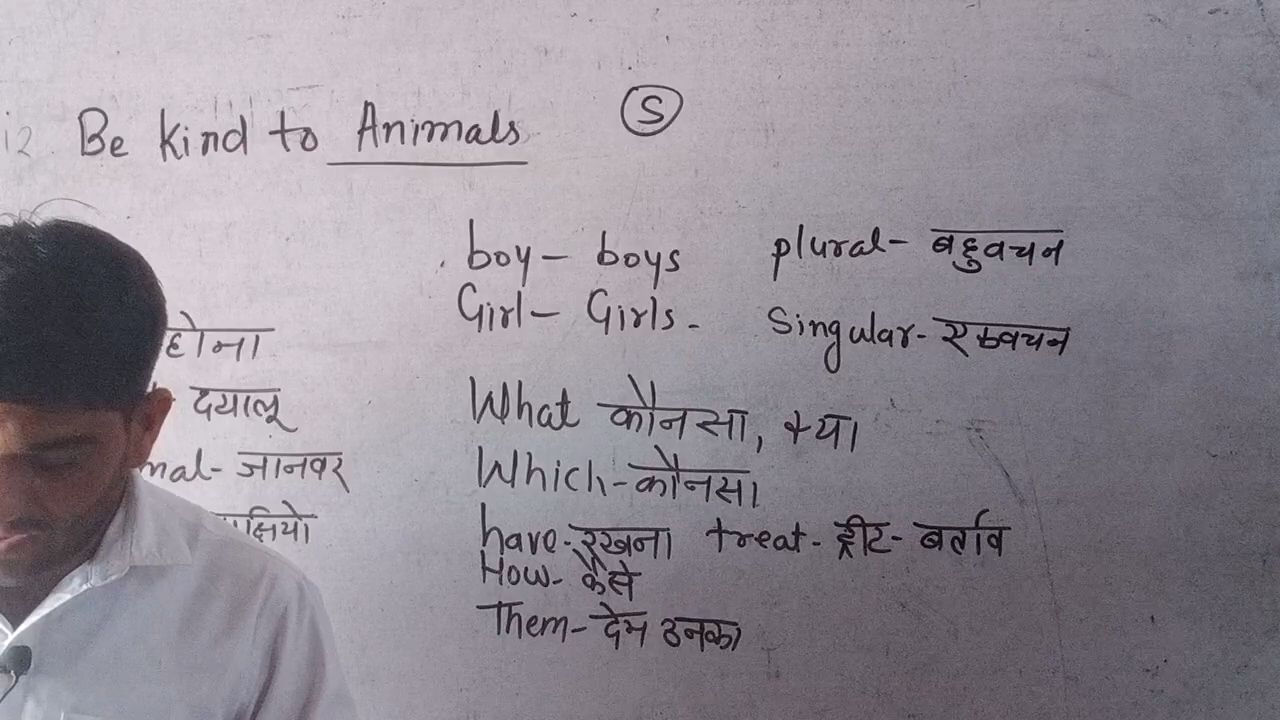 12 Be Kind to Animals Ⓢ
boy - boys plural - बहुवचन
Girl - Girls - Singular - एकवचन
होना
दयालू
mal - जानवर
What कौनसा, क्या
Which - कौनसा
have - रखना treat - ट्रीट - बर्ताव
How - कैसे
Them - देम उनका